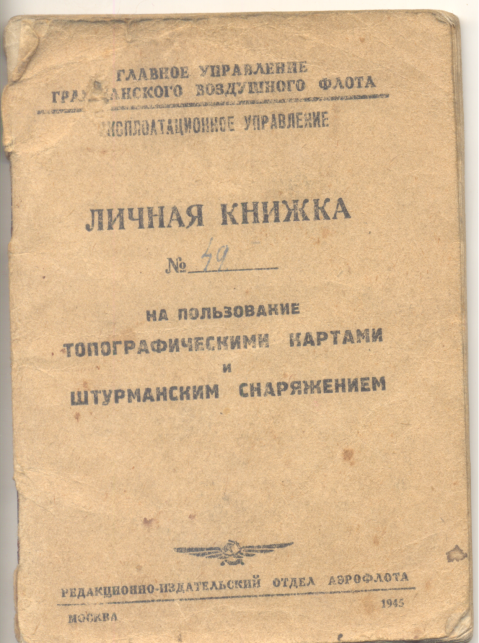 ГЛАВНОЕ УПРАВЛЕНИЕ
ГРАЖДАНСКОГО ВОЗДУШНОГО ФЛОТА
ЭКСПЛОАТАЦИОННОЕ УПРАВЛЕНИЕ
ЛИЧНАЯ КНИЖКА
№ 49
НА ПОЛЬЗОВАНИЕ
ТОПОГРАФИЧЕСКИМИ КАРТАМИ
И
ШТУРМАНСКИМ СНАРЯЖЕНИЕМ
РЕДАКЦИОННО-ИЗДАТЕЛЬСКИЙ ОТДЕЛ АЭРОФЛОТА
МОСКВА 1945